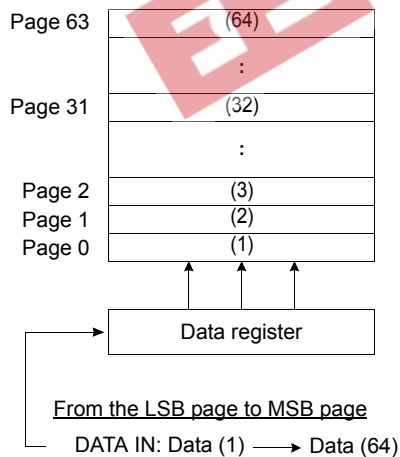 Page 63 (64)
:
Page 31 (32)
:
Page 2 (3)
Page 1 (2)
Page 0 (1)
Data register
From the LSB page to MSB page
DATA IN: Data (1) Data (64)